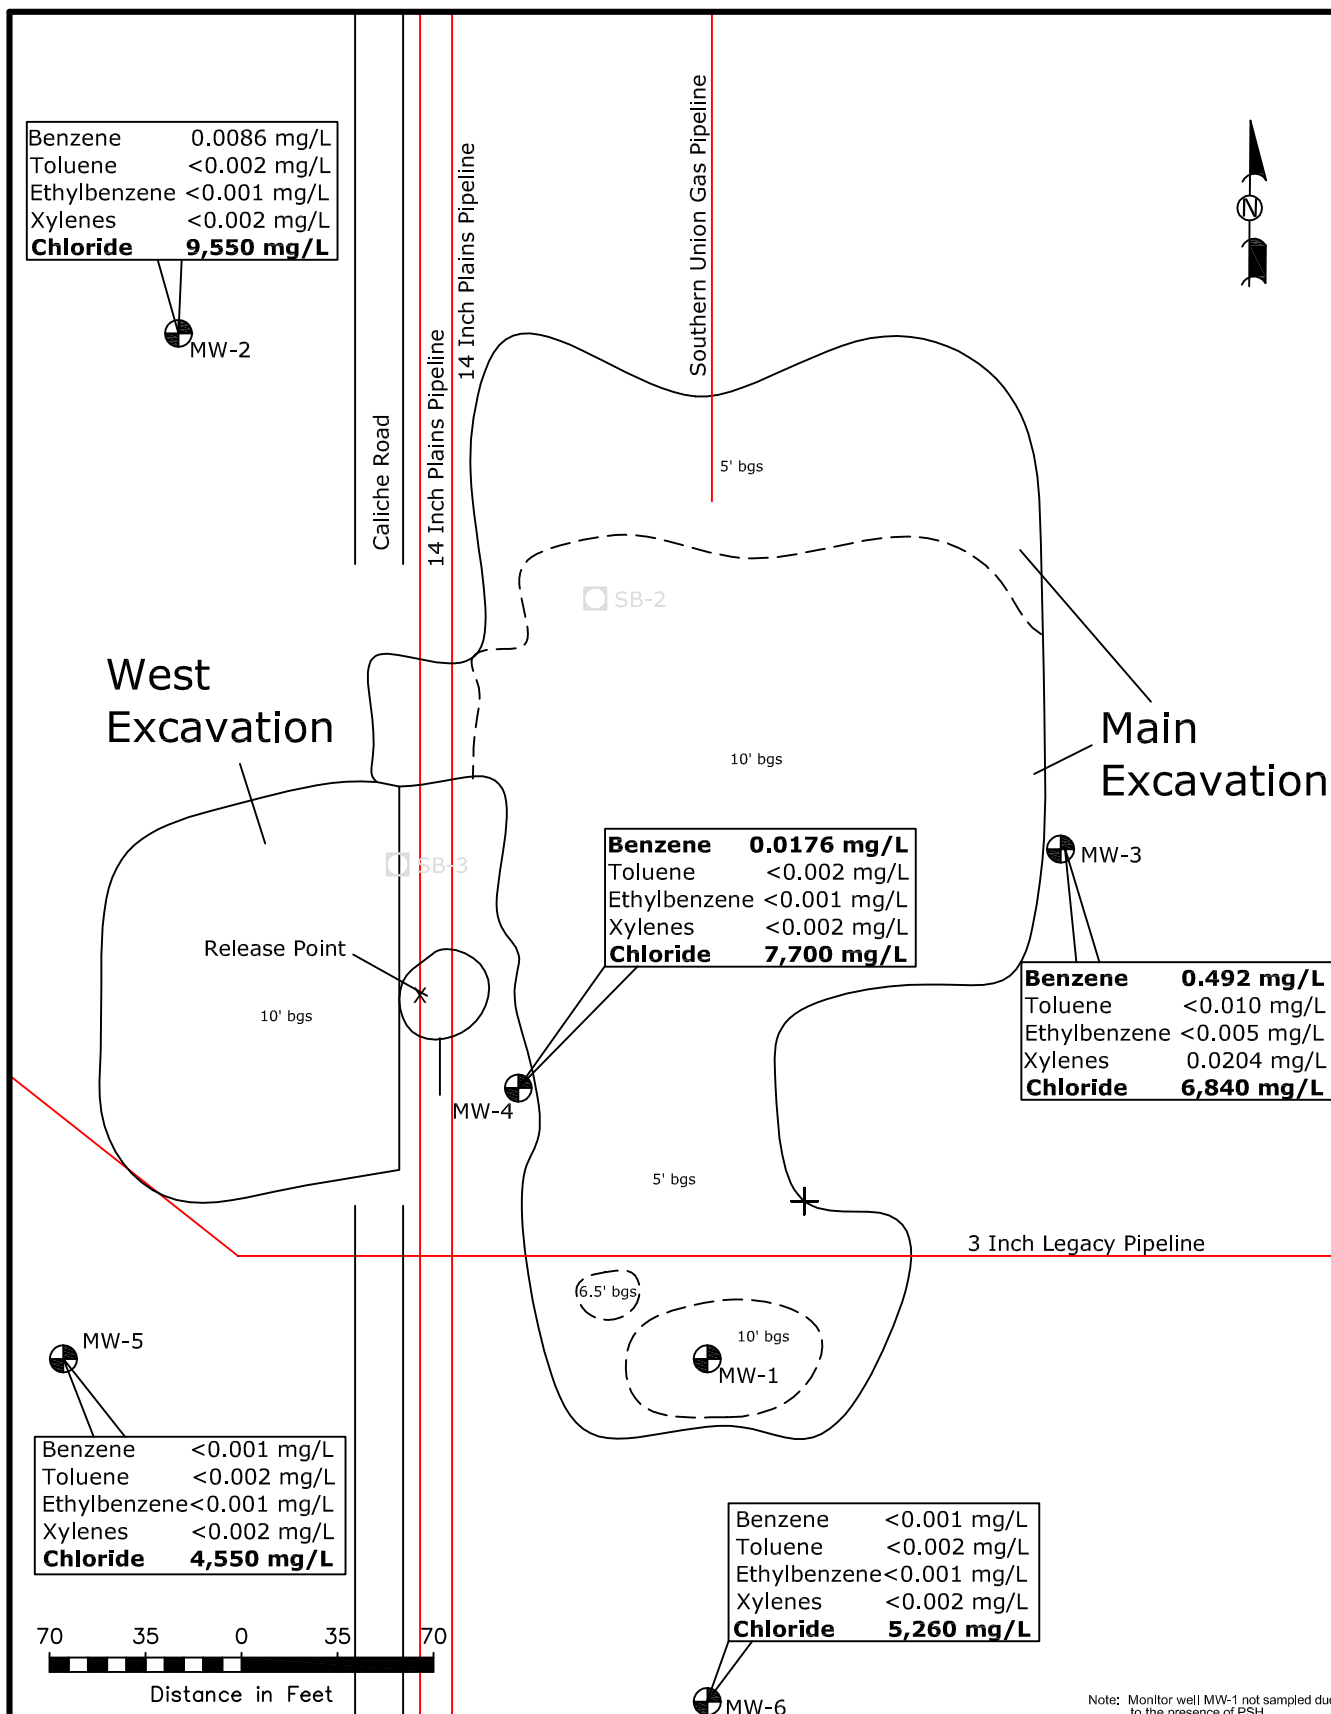 Benzene 0.0086 mg/L
Toluene <0.002 mg/L
Ethylbenzene <0.001 mg/L
Xylenes <0.002 mg/L
Chloride 9,550 mg/L
MW-2
Caliche Road
14 Inch Plains Pipeline
14 Inch Plains Pipeline
Southern Union Gas Pipeline
N
5' bgs
SB-2
West
Excavation
Main
Excavation
10' bgs
Benzene 0.0176 mg/L
Toluene <0.002 mg/L
Ethylbenzene <0.001 mg/L
Xylenes <0.002 mg/L
Chloride 7,700 mg/L
MW-3
SB-3
Release Point
X
10' bgs
Benzene 0.492 mg/L
Toluene <0.010 mg/L
Ethylbenzene <0.005 mg/L
Xylenes 0.0204 mg/L
Chloride 6,840 mg/L
MW-4
5' bgs
3 Inch Legacy Pipeline
6.5' bgs
10' bgs
MW-1
MW-5
Benzene <0.001 mg/L
Toluene <0.002 mg/L
Ethylbenzene<0.001 mg/L
Xylenes <0.002 mg/L
Chloride 4,550 mg/L
Benzene <0.001 mg/L
Toluene <0.002 mg/L
Ethylbenzene<0.001 mg/L
Xylenes <0.002 mg/L
Chloride 5,260 mg/L
70 35 0 35 70
Distance in Feet
MW-6
Note: Monitor well MW-1 not sampled due
to the presence of PSH